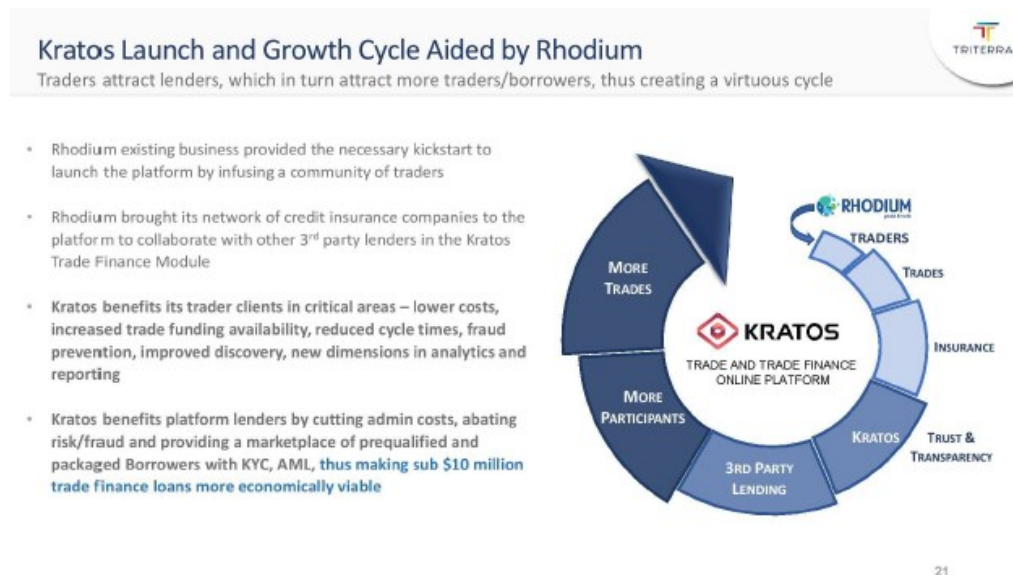 Kratos Launch and Growth Cycle Aided by Rhodium
Traders attract lenders, which in turn attract more traders/borrowers, thus creating a virtuous cycle
TRITERRA
• Rhodium existing business provided the necessary kickstart to
launch the platform by infusing a community of traders
• Rhodium brought its network of credit insurance companies to the
platform to collaborate with other 3rd party lenders in the Kratos
Trade Finance Module
• Kratos benefits its trader clients in critical areas – lower costs,
increased trade funding availability, reduced cycle times, fraud
prevention, improved discovery, new dimensions in analytics and
reporting
• Kratos benefits platform lenders by cutting admin costs, abating
risk/fraud and providing a marketplace of prequalified and
packaged Borrowers with KYC, AML, thus making sub $10 million
trade finance loans more economically viable
RHODIUM
TRADERS
TRADES
INSURANCE
KRATOS
TRUST &
TRANSPARENCY
3RD PARTY
LENDING
MORE
PARTICIPANTS
MORE
TRADES
KRATOS
TRADE AND TRADE FINANCE
ONLINE PLATFORM
21